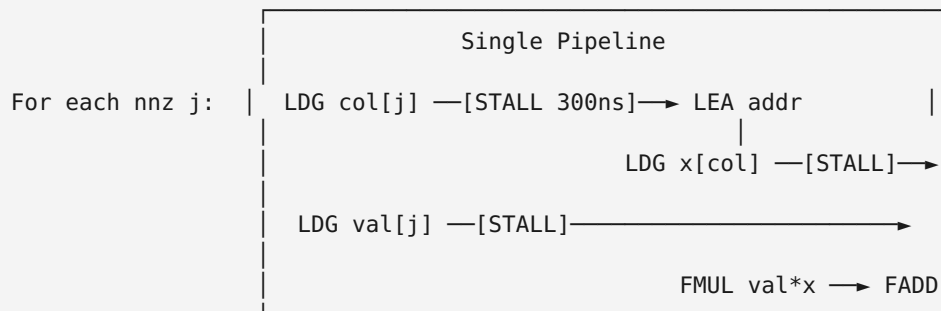 Single Pipeline
For each nnz j: │ LDG col[j] ──[STALL 300ns]──► LEA addr │
LDG x[col] ──[STALL]──►
LDG val[j] ──[STALL]──────────────────────►
FMUL val*x ──► FADD